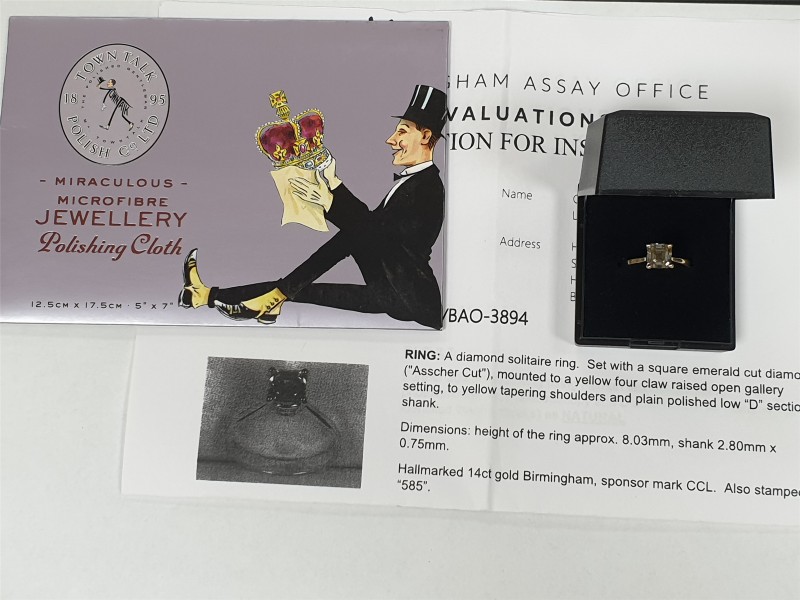 TOWN TALK
18 95
POLISH Co. LTD
- MIRACULOUS -
MICROFIBRE
JEWELLERY
Polishing Cloth
12.5cm x 17.5cm · 5" x 7"
GHAM ASSAY OFFICE
VALUATION
TION FOR INS
Name
Address
/BAO-3894
RING: A diamond solitaire ring. Set with a square emerald cut diamo
("Asscher Cut"), mounted to a yellow four claw raised open gallery
setting, to yellow tapering shoulders and plain polished low "D" sectio
shank.
Dimensions: height of the ring approx. 8.03mm, shank 2.80mm x
0.75mm.
Hallmarked 14ct gold Birmingham, sponsor mark CCL. Also stamped
"585".